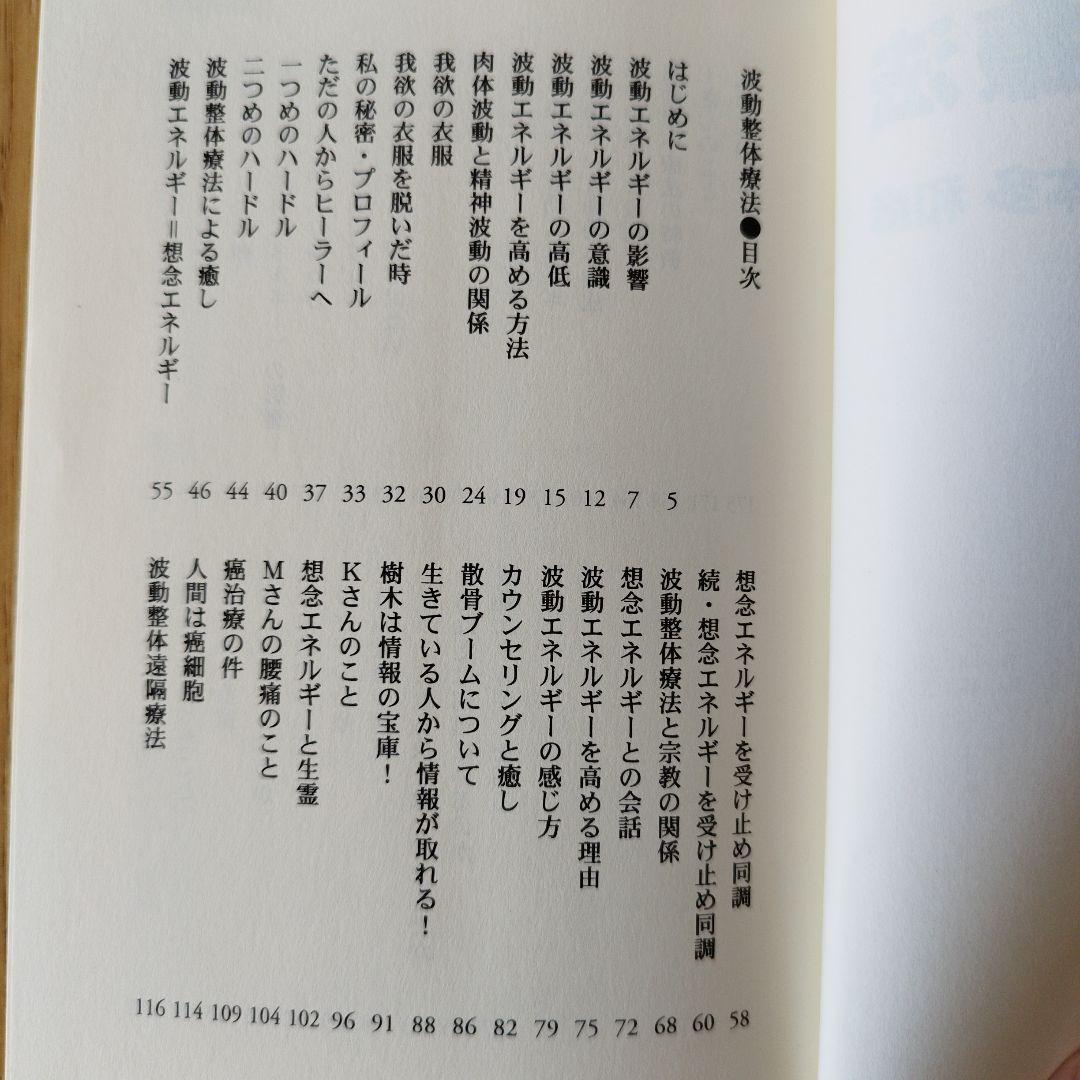 波動整体療法●目次
はじめに 5
波動エネルギーの影響 7
波動エネルギーの意識 12
波動エネルギーの高低 15
波動エネルギーを高める方法 19
肉体波動と精神波動の関係 24
我欲の衣服 30
我欲の衣服を脱いだ時 32
私の秘密・プロフィール 33
ただの人からヒーラーへ 37
一つめのハードル 40
二つめのハードル 44
波動整体療法による癒し 46
波動エネルギー＝想念エネルギー 55
想念エネルギーを受け止め同調 58
続・想念エネルギーを受け止め同調 60
波動整体療法と宗教の関係 68
想念エネルギーとの会話 72
波動エネルギーを高める理由 75
波動エネルギーの感じ方 79
カウンセリングと癒し 82
散骨ブームについて 86
生きている人から情報が取れる！ 88
樹木は情報の宝庫！ 91
Kさんのこと 96
想念エネルギーと生霊 102
Mさんの腰痛のこと 104
癌治療の件 109
人間は癌細胞 114
波動整体遠隔療法 116